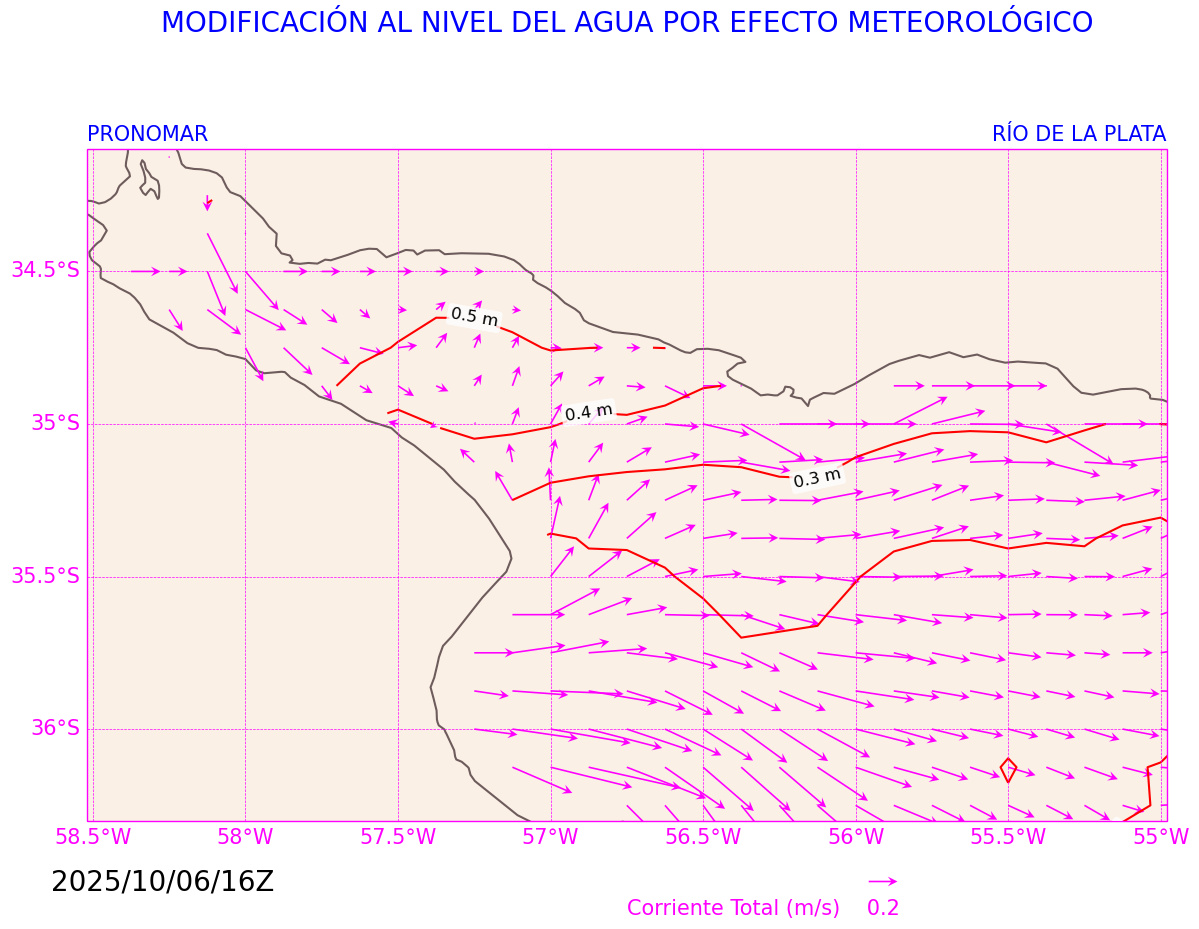 MODIFICACIÓN AL NIVEL DEL AGUA POR EFECTO METEOROLÓGICO
PRONOMAR
RÍO DE LA PLATA
34.5°S
0.5 m
0.4 m
35°S
0.3 m
35.5°S
36°S
58.5°W 58°W 57.5°W 57°W 56.5°W 56°W 55.5°W 55°W
2025/10/06/16Z
Corriente Total (m/s) 0.2